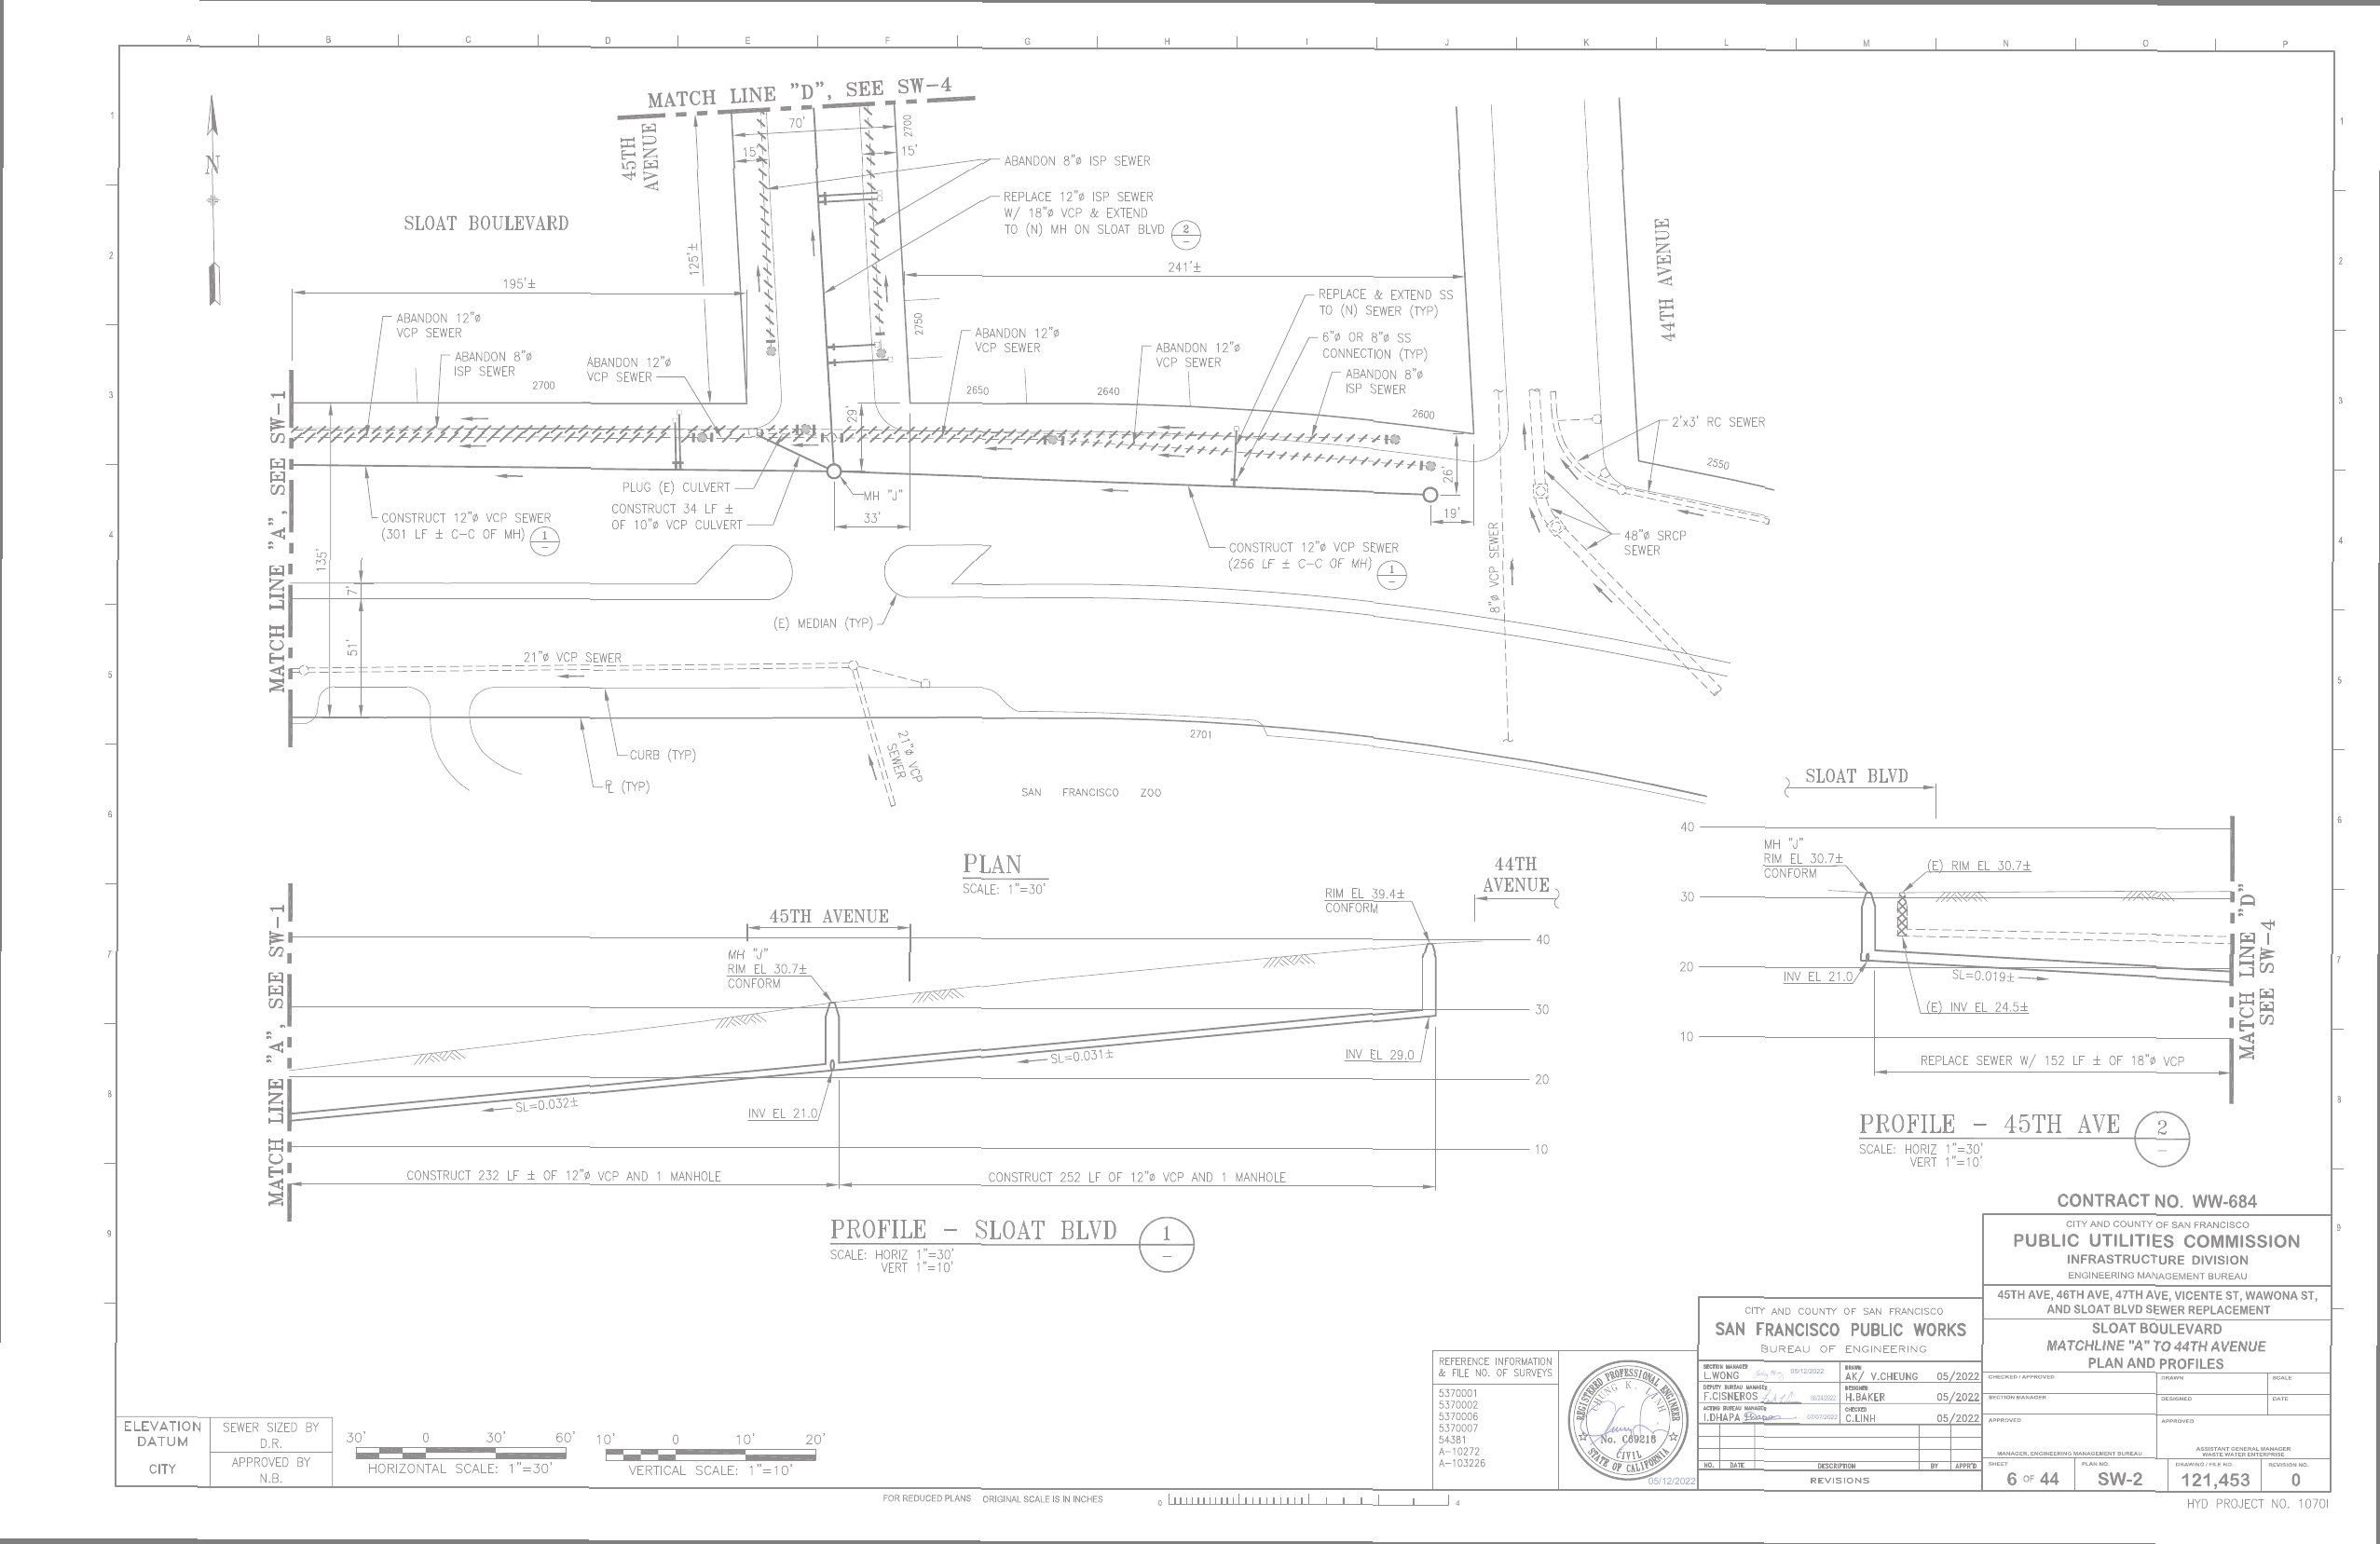 A B C D E F G H I J K L M N O P
MATCH LINE "D", SEE SW-4
45TH
AVENUE
70'
15'
15'
2700
N
SLOAT BOULEVARD
125'±
ABANDON 8"ø ISP SEWER
REPLACE 12"ø ISP SEWER
W/ 18"ø VCP & EXTEND
TO (N) MH ON SLOAT BLVD
2
–
44TH AVENUE
195'±
241'±
ABANDON 12"ø
VCP SEWER
ABANDON 8"ø
ISP SEWER
2700
ABANDON 12"ø
VCP SEWER
2750
ABANDON 12"ø
VCP SEWER
2650
ABANDON 12"ø
VCP SEWER
2640
REPLACE & EXTEND SS
TO (N) SEWER (TYP)
6"ø OR 8"ø SS
CONNECTION (TYP)
ABANDON 8"ø
ISP SEWER
2600
29'
26'
2'x3' RC SEWER
2550
MATCH LINE "A", SEE SW-1
PLUG (E) CULVERT
CONSTRUCT 34 LF ±
OF 10"ø VCP CULVERT
MH "J"
33'
19'
CONSTRUCT 12"ø VCP SEWER
(301 LF ± C-C OF MH)
1
–
CONSTRUCT 12"ø VCP SEWER
(256 LF ± C-C OF MH)
1
–
8"ø VCP SEWER
48"ø SRCP
SEWER
135'
7'
51'
(E) MEDIAN (TYP)
21"ø VCP SEWER
21"ø VCP
SEWER
CURB (TYP)
PL (TYP)
2701
SAN FRANCISCO ZOO
PLAN
SCALE: 1"=30'
44TH
AVENUE
MATCH LINE "A", SEE SW-1
45TH AVENUE
RIM EL 39.4±
CONFORM
MH "J"
RIM EL 30.7±
CONFORM
40
30
20
10
SL=0.031±
INV EL 29.0
SL=0.032±
INV EL 21.0
CONSTRUCT 232 LF ± OF 12"ø VCP AND 1 MANHOLE
CONSTRUCT 252 LF OF 12"ø VCP AND 1 MANHOLE
PROFILE - SLOAT BLVD
1
–
SCALE: HORIZ 1"=30'
VERT 1"=10'
SLOAT BLVD
40
MH "J"
RIM EL 30.7±
CONFORM
(E) RIM EL 30.7±
30
20
INV EL 21.0
SL=0.019±
(E) INV EL 24.5±
10
REPLACE SEWER W/ 152 LF ± OF 18"ø VCP
MATCH LINE "D"
SEE SW-4
PROFILE - 45TH AVE
2
–
SCALE: HORIZ 1"=30'
VERT 1"=10'
1
2
3
4
5
6
7
8
9
1
2
3
4
5
6
7
8
9
CONTRACT NO. WW-684
CITY AND COUNTY OF SAN FRANCISCO
PUBLIC UTILITIES COMMISSION
INFRASTRUCTURE DIVISION
ENGINEERING MANAGEMENT BUREAU
45TH AVE, 46TH AVE, 47TH AVE, VICENTE ST, WAWONA ST,
AND SLOAT BLVD SEWER REPLACEMENT
SLOAT BOULEVARD
MATCHLINE "A" TO 44TH AVENUE
PLAN AND PROFILES
CHECKED / APPROVED DRAWN SCALE
SECTION MANAGER DESIGNED DATE
APPROVED APPROVED
MANAGER, ENGINEERING MANAGEMENT BUREAU
ASSISTANT GENERAL MANAGER
WASTE WATER ENTERPRISE
SHEET PLAN NO. DRAWING / FILE NO. REVISION NO.
6 OF 44 SW-2 121,453 0
HYD PROJECT NO. 1070I
CITY AND COUNTY OF SAN FRANCISCO
SAN FRANCISCO PUBLIC WORKS
BUREAU OF ENGINEERING
SECTION MANAGER
L.WONG 05/12/2022
DRAWN
AK/ V.CHEUNG 05/2022
DEPUTY BUREAU MANAGER
F.CISNEROS 06/24/2022
DESIGNED
H.BAKER 05/2022
ACTING BUREAU MANAGER
I.DHAPA 07/07/2022
CHECKED
C.LINH 05/2022
NO. DATE DESCRIPTION BY APPR'D
REVISIONS
REGISTERED PROFESSIONAL ENGINEER
CHUNG K. LINH
No. C69218
CIVIL
STATE OF CALIFORNIA
05/12/2022
REFERENCE INFORMATION
& FILE NO. OF SURVEYS
5370001
5370002
5370006
5370007
54381
A-10272
A-103226
ELEVATION
DATUM
CITY
SEWER SIZED BY
D.R.
APPROVED BY
N.B.
30' 0 30' 60'
HORIZONTAL SCALE: 1"=30'
10' 0 10' 20'
VERTICAL SCALE: 1"=10'
FOR REDUCED PLANS ORIGINAL SCALE IS IN INCHES
0 4